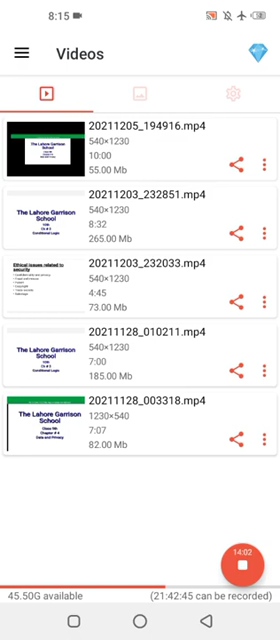 8:15
Videos
20211205_194916.mp4
540×1230
10:00
55.00 Mb
The Lahore Garrison
School
20211203_232851.mp4
540×1230
8:32
265.00 Mb
The Lahore Garrison
School
Conditional Logic
20211203_232033.mp4
540×1230
4:45
73.00 Mb
Ethical issues related to
security
20211128_010211.mp4
540×1230
7:00
185.00 Mb
The Lahore Garrison
School
Conditional Logic
20211128_003318.mp4
1230×540
7:07
82.00 Mb
The Lahore Garrison
School
Data and Privacy
14:02
45.50G available
(21:42:45 can be recorded)